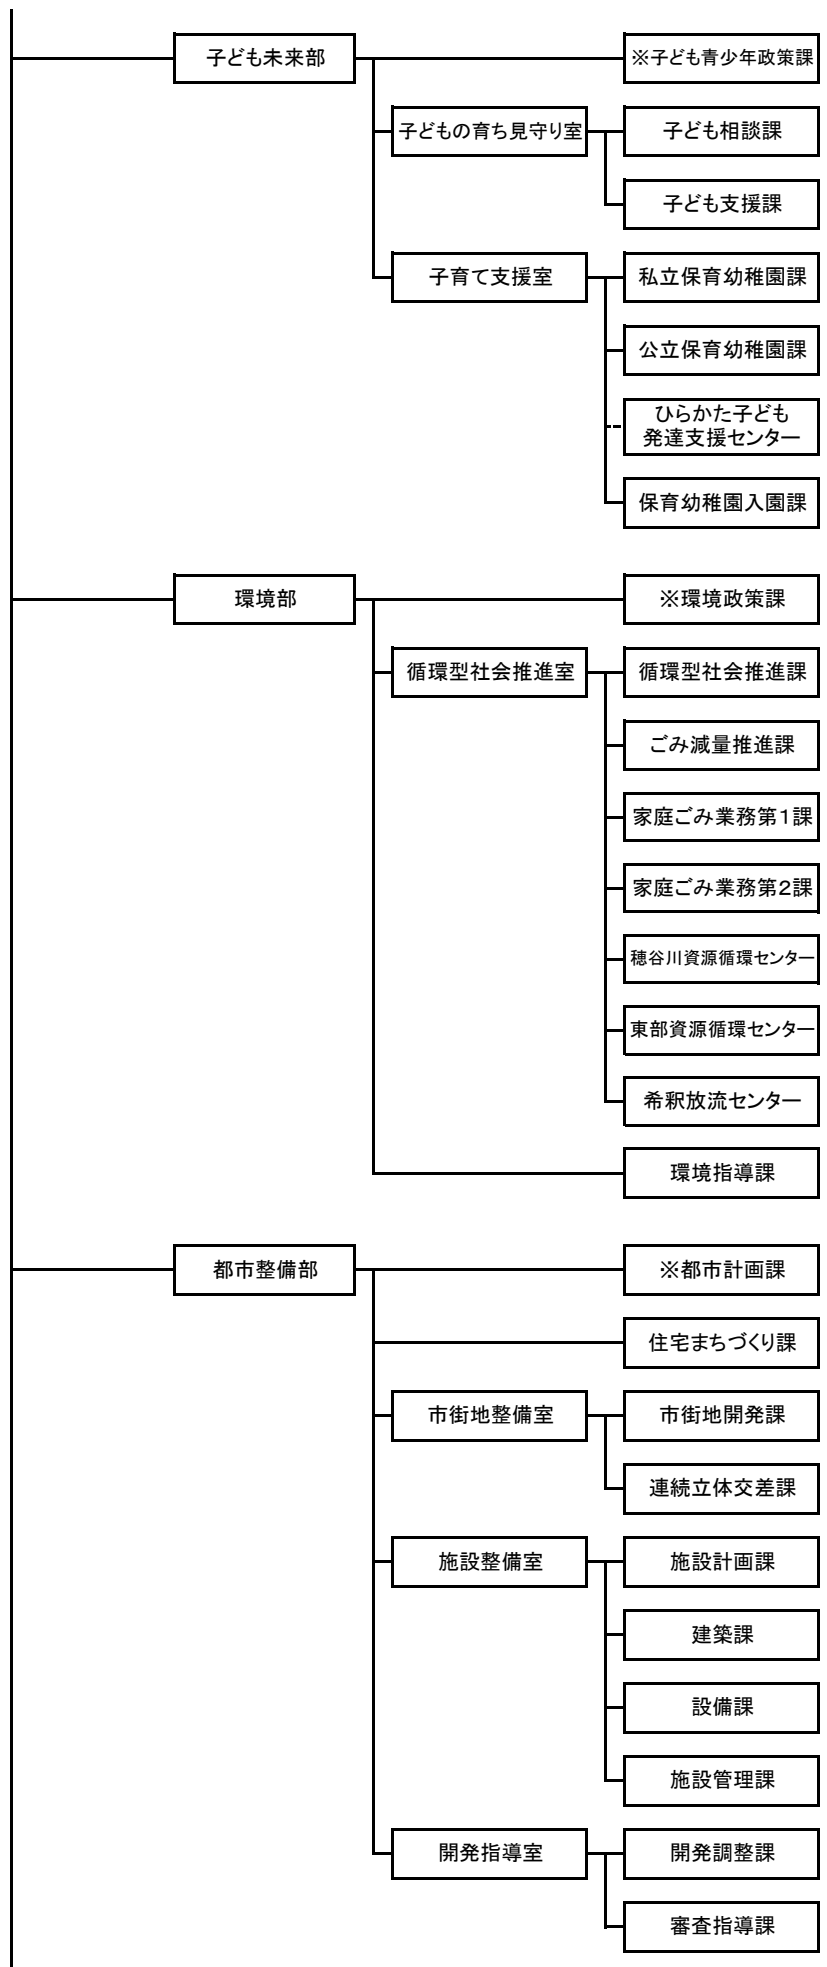 子ども未来部
※子ども青少年政策課
子どもの育ち見守り室
子ども相談課
子ども支援課
子育て支援室
私立保育幼稚園課
公立保育幼稚園課
ひらかた子ども
発達支援センター
保育幼稚園入園課
環境部
※環境政策課
循環型社会推進室
循環型社会推進課
ごみ減量推進課
家庭ごみ業務第1課
家庭ごみ業務第2課
穂谷川資源循環センター
東部資源循環センター
希釈放流センター
環境指導課
都市整備部
※都市計画課
住宅まちづくり課
市街地整備室
市街地開発課
連続立体交差課
施設整備室
施設計画課
建築課
設備課
施設管理課
開発指導室
開発調整課
審査指導課